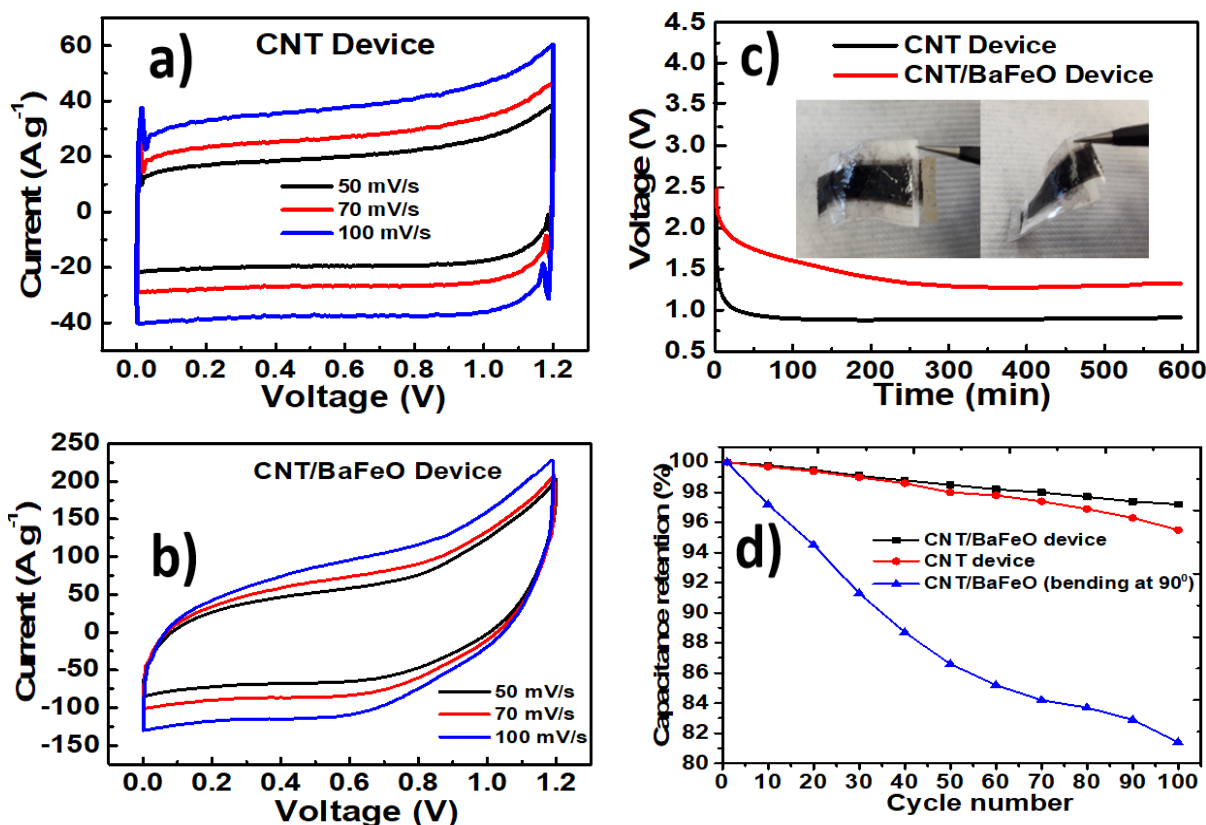 a)
CNT Device
Current (A g⁻¹)
60
40
20
0
-20
-40
50 mV/s
70 mV/s
100 mV/s
0.0 0.2 0.4 0.6 0.8 1.0 1.2
Voltage (V)
c)
CNT Device
CNT/BaFeO Device
Voltage (V)
4.5
4.0
3.5
3.0
2.5
2.0
1.5
1.0
0.5
0 100 200 300 400 500 600
Time (min)
b)
CNT/BaFeO Device
Current (A g⁻¹)
250
200
150
100
50
0
-50
-100
-150
50 mV/s
70 mV/s
100 mV/s
0.0 0.2 0.4 0.6 0.8 1.0 1.2
Voltage (V)
d)
Capacitance retention (%)
100
98
96
94
92
90
88
86
84
82
80
CNT/BaFeO device
CNT device
CNT/BaFeO (bending at 90⁰)
0 10 20 30 40 50 60 70 80 90 100
Cycle number